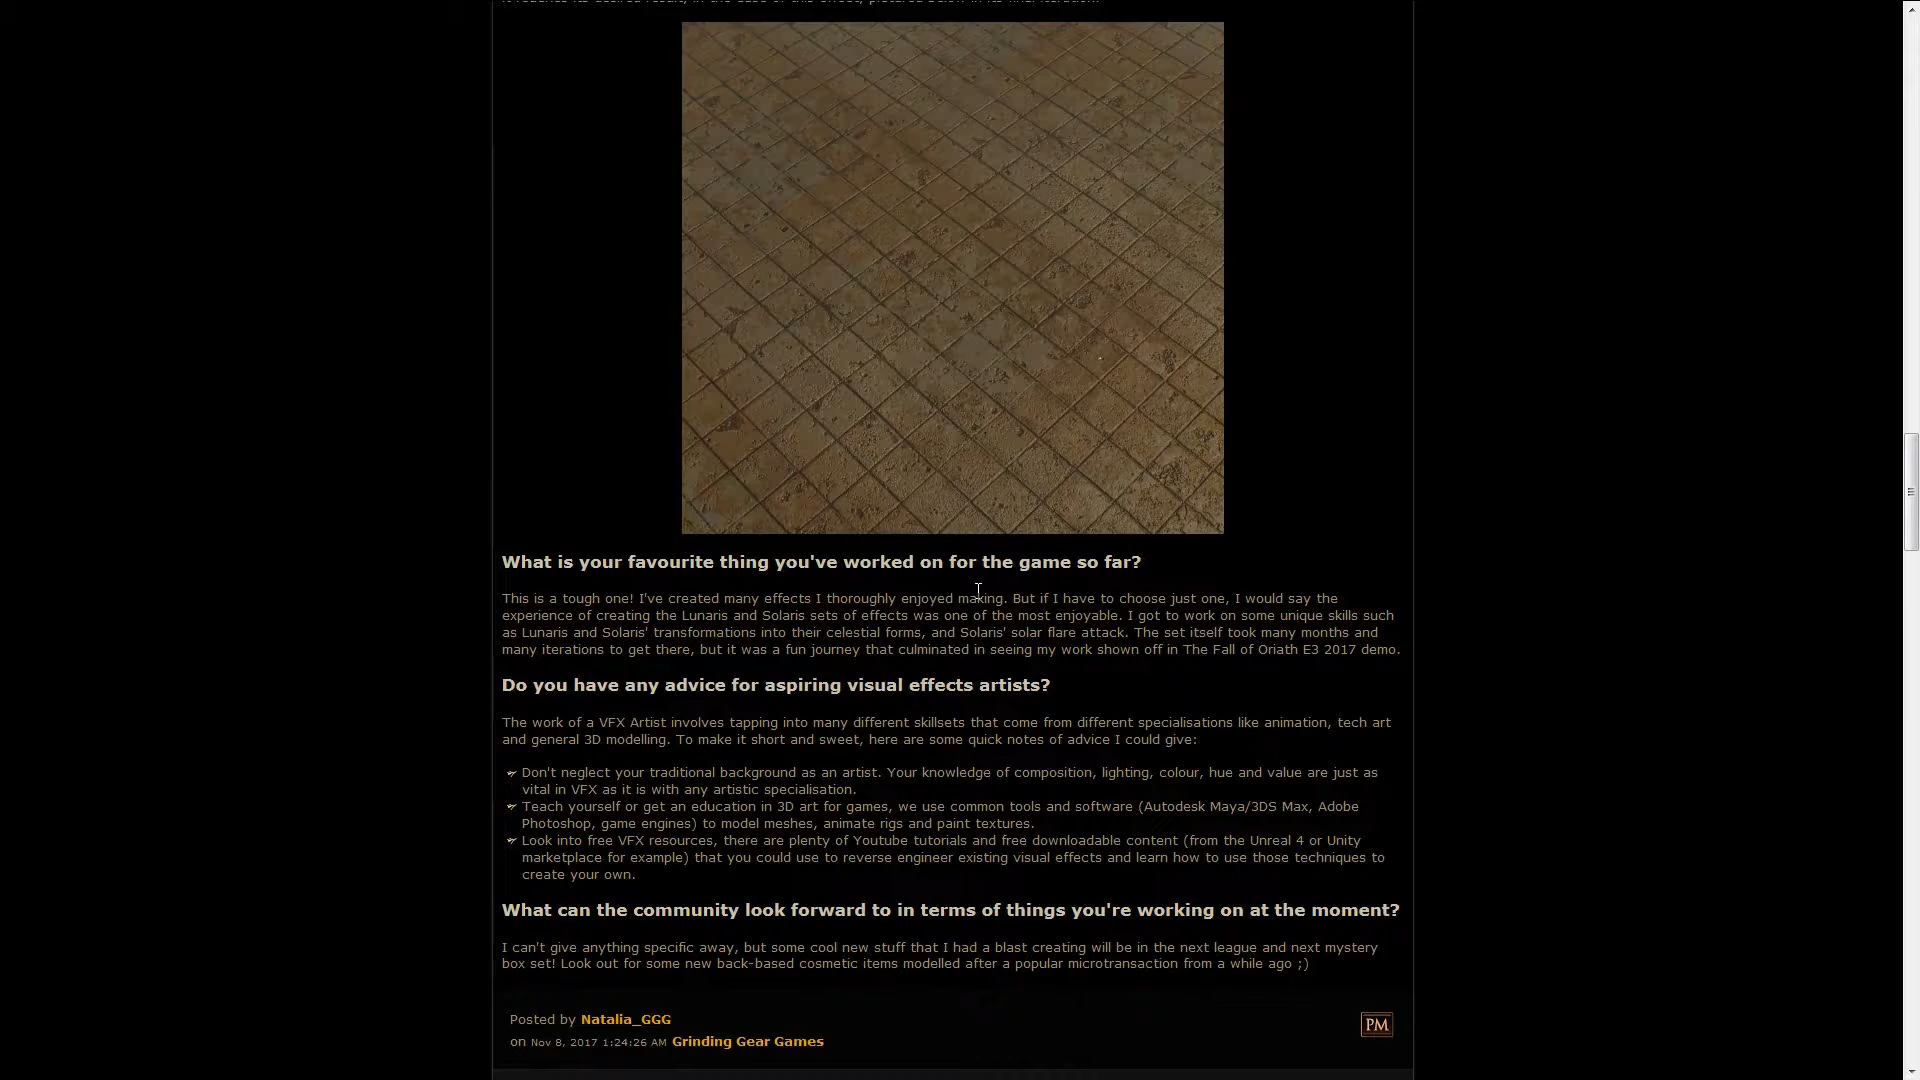 What is your favourite thing you've worked on for the game so far?
This is a tough one! I've created many effects I thoroughly enjoyed making. But if I have to choose just one, I would say the
experience of creating the Lunaris and Solaris sets of effects was one of the most enjoyable. I got to work on some unique skills such
as Lunaris and Solaris' transformations into their celestial forms, and Solaris' solar flare attack. The set itself took many months and
many iterations to get there, but it was a fun journey that culminated in seeing my work shown off in The Fall of Oriath E3 2017 demo.
Do you have any advice for aspiring visual effects artists?
The work of a VFX Artist involves tapping into many different skillsets that come from different specialisations like animation, tech art
and general 3D modelling. To make it short and sweet, here are some quick notes of advice I could give:
Don't neglect your traditional background as an artist. Your knowledge of composition, lighting, colour, hue and value are just as
vital in VFX as it is with any artistic specialisation.
Teach yourself or get an education in 3D art for games, we use common tools and software (Autodesk Maya/3DS Max, Adobe
Photoshop, game engines) to model meshes, animate rigs and paint textures.
Look into free VFX resources, there are plenty of Youtube tutorials and free downloadable content (from the Unreal 4 or Unity
marketplace for example) that you could use to reverse engineer existing visual effects and learn how to use those techniques to
create your own.
What can the community look forward to in terms of things you're working on at the moment?
I can't give anything specific away, but some cool new stuff that I had a blast creating will be in the next league and next mystery
box set! Look out for some new back-based cosmetic items modelled after a popular microtransaction from a while ago ;)
Posted by Natalia_GGG
PM
on Nov 8, 2017 1:24:26 AM Grinding Gear Games